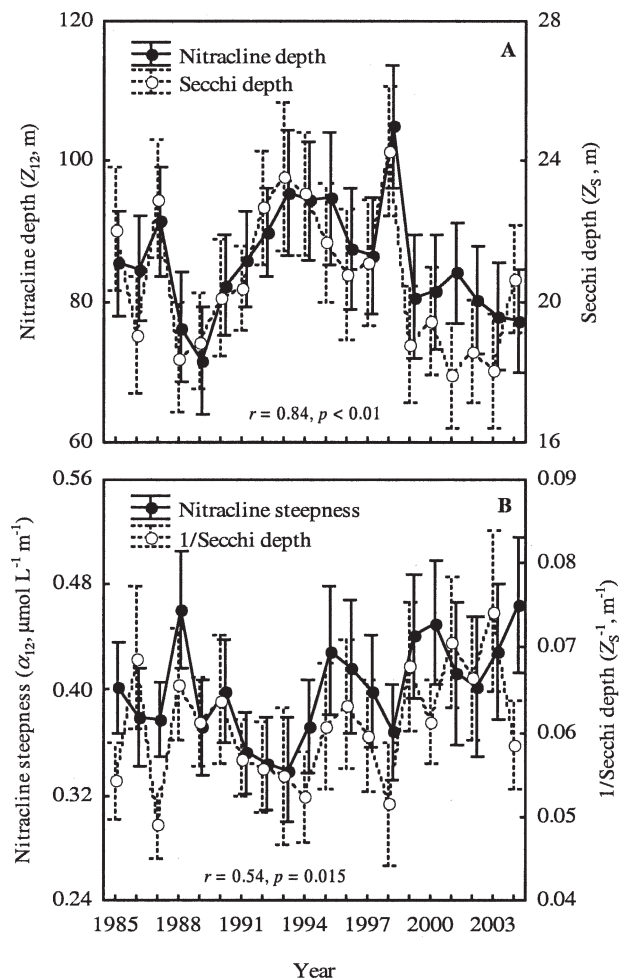 120
100
80
60
28
24
20
16
Nitracline depth (Z12, m)
Secchi depth (ZS, m)
Nitracline depth
Secchi depth
A
r = 0.84, p < 0.01
0.56
0.48
0.40
0.32
0.24
0.09
0.08
0.07
0.06
0.05
0.04
Nitracline steepness (α12, μmol L-1 m-1)
1/Secchi depth (ZS-1, m-1)
Nitracline steepness
1/Secchi depth
B
r = 0.54, p = 0.015
1985 1988 1991 1994 1997 2000 2003
Year